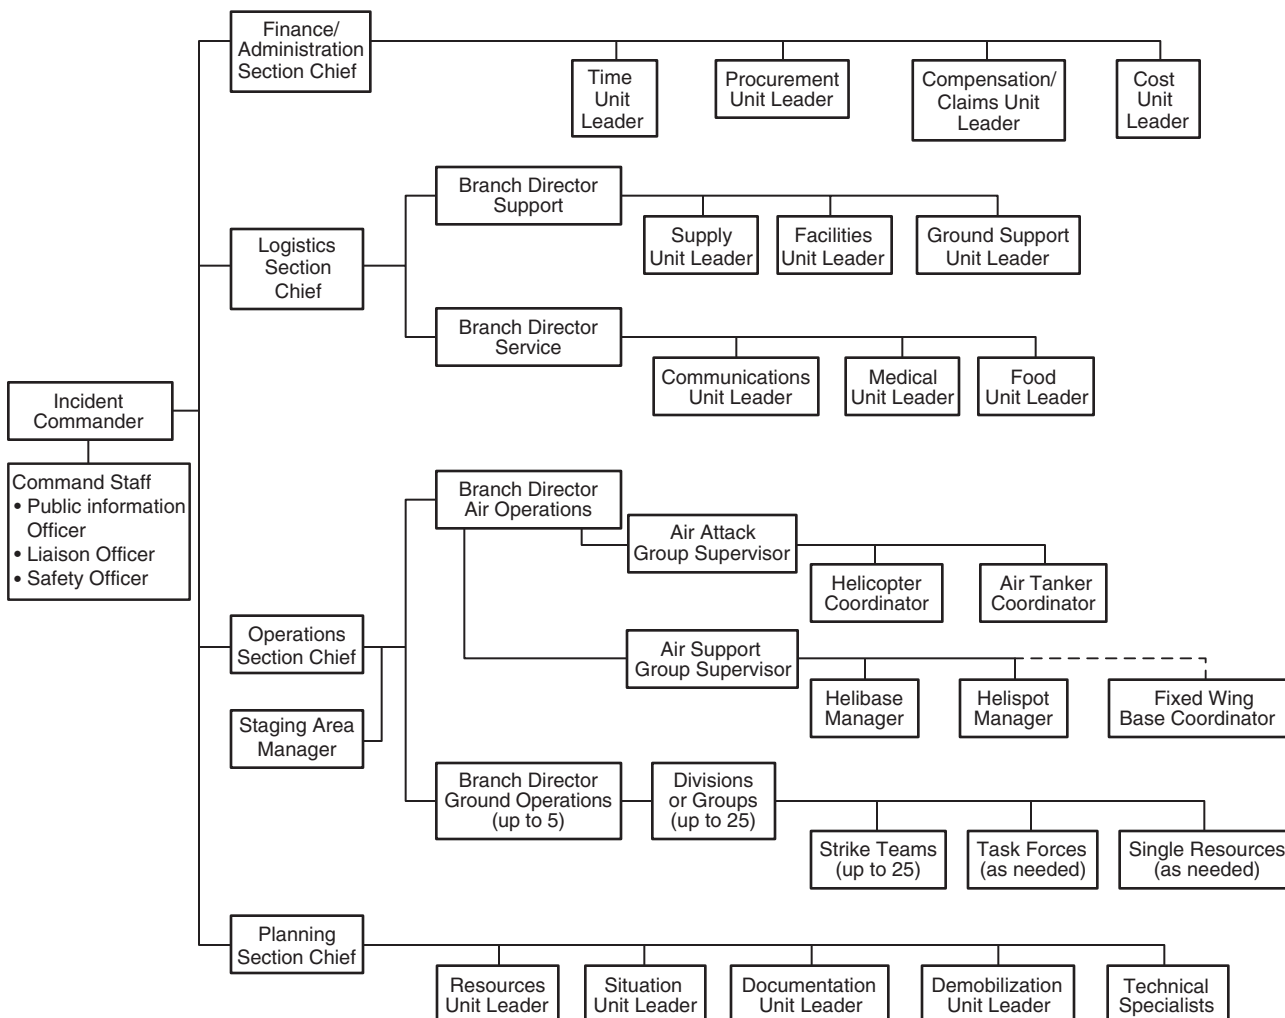 Finance/
Administration
Section Chief
Time
Unit
Leader
Procurement
Unit Leader
Compensation/
Claims Unit
Leader
Cost
Unit
Leader
Branch Director
Support
Supply
Unit Leader
Facilities
Unit Leader
Ground Support
Unit Leader
Logistics
Section
Chief
Branch Director
Service
Communications
Unit Leader
Medical
Unit Leader
Food
Unit Leader
Incident
Commander
Command Staff
• Public information
Officer
• Liaison Officer
• Safety Officer
Branch Director
Air Operations
Air Attack
Group Supervisor
Helicopter
Coordinator
Air Tanker
Coordinator
Operations
Section Chief
Air Support
Group Supervisor
Helibase
Manager
Helispot
Manager
Fixed Wing
Base Coordinator
Staging Area
Manager
Branch Director
Ground Operations
(up to 5)
Divisions
or Groups
(up to 25)
Strike Teams
(up to 25)
Task Forces
(as needed)
Single Resources
(as needed)
Planning
Section Chief
Resources
Unit Leader
Situation
Unit Leader
Documentation
Unit Leader
Demobilization
Unit Leader
Technical
Specialists